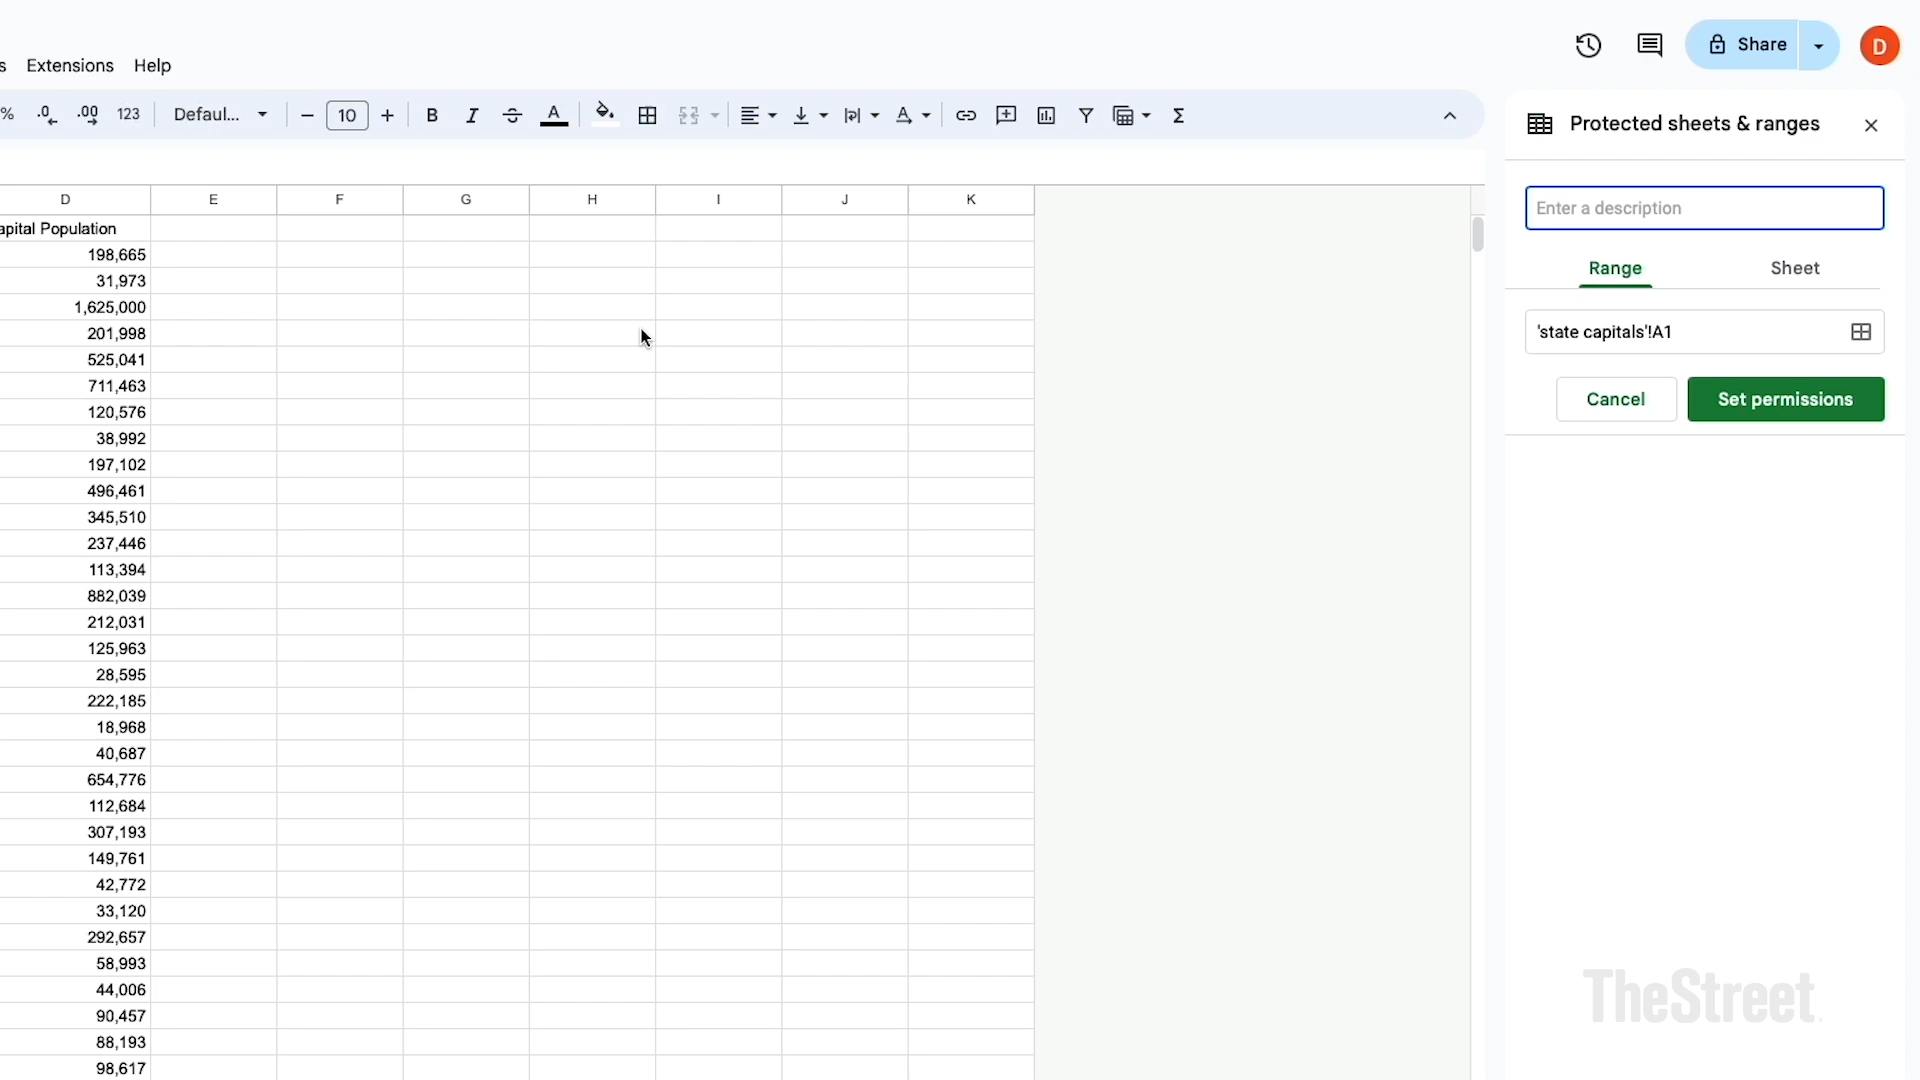 Share
D
s Extensions Help
% .0 .00 123 Defaul... 10 B I S A A Σ
Protected sheets & ranges
Enter a description
Range Sheet
'state capitals'!A1
Cancel Set permissions
D E F G H I J K
apital Population
198,665
31,973
1,625,000
201,998
525,041
711,463
120,576
38,992
197,102
496,461
345,510
237,446
113,394
882,039
212,031
125,963
28,595
222,185
18,968
40,687
654,776
112,684
307,193
149,761
42,772
33,120
292,657
58,993
44,006
90,457
88,193
98,617
TheStreet